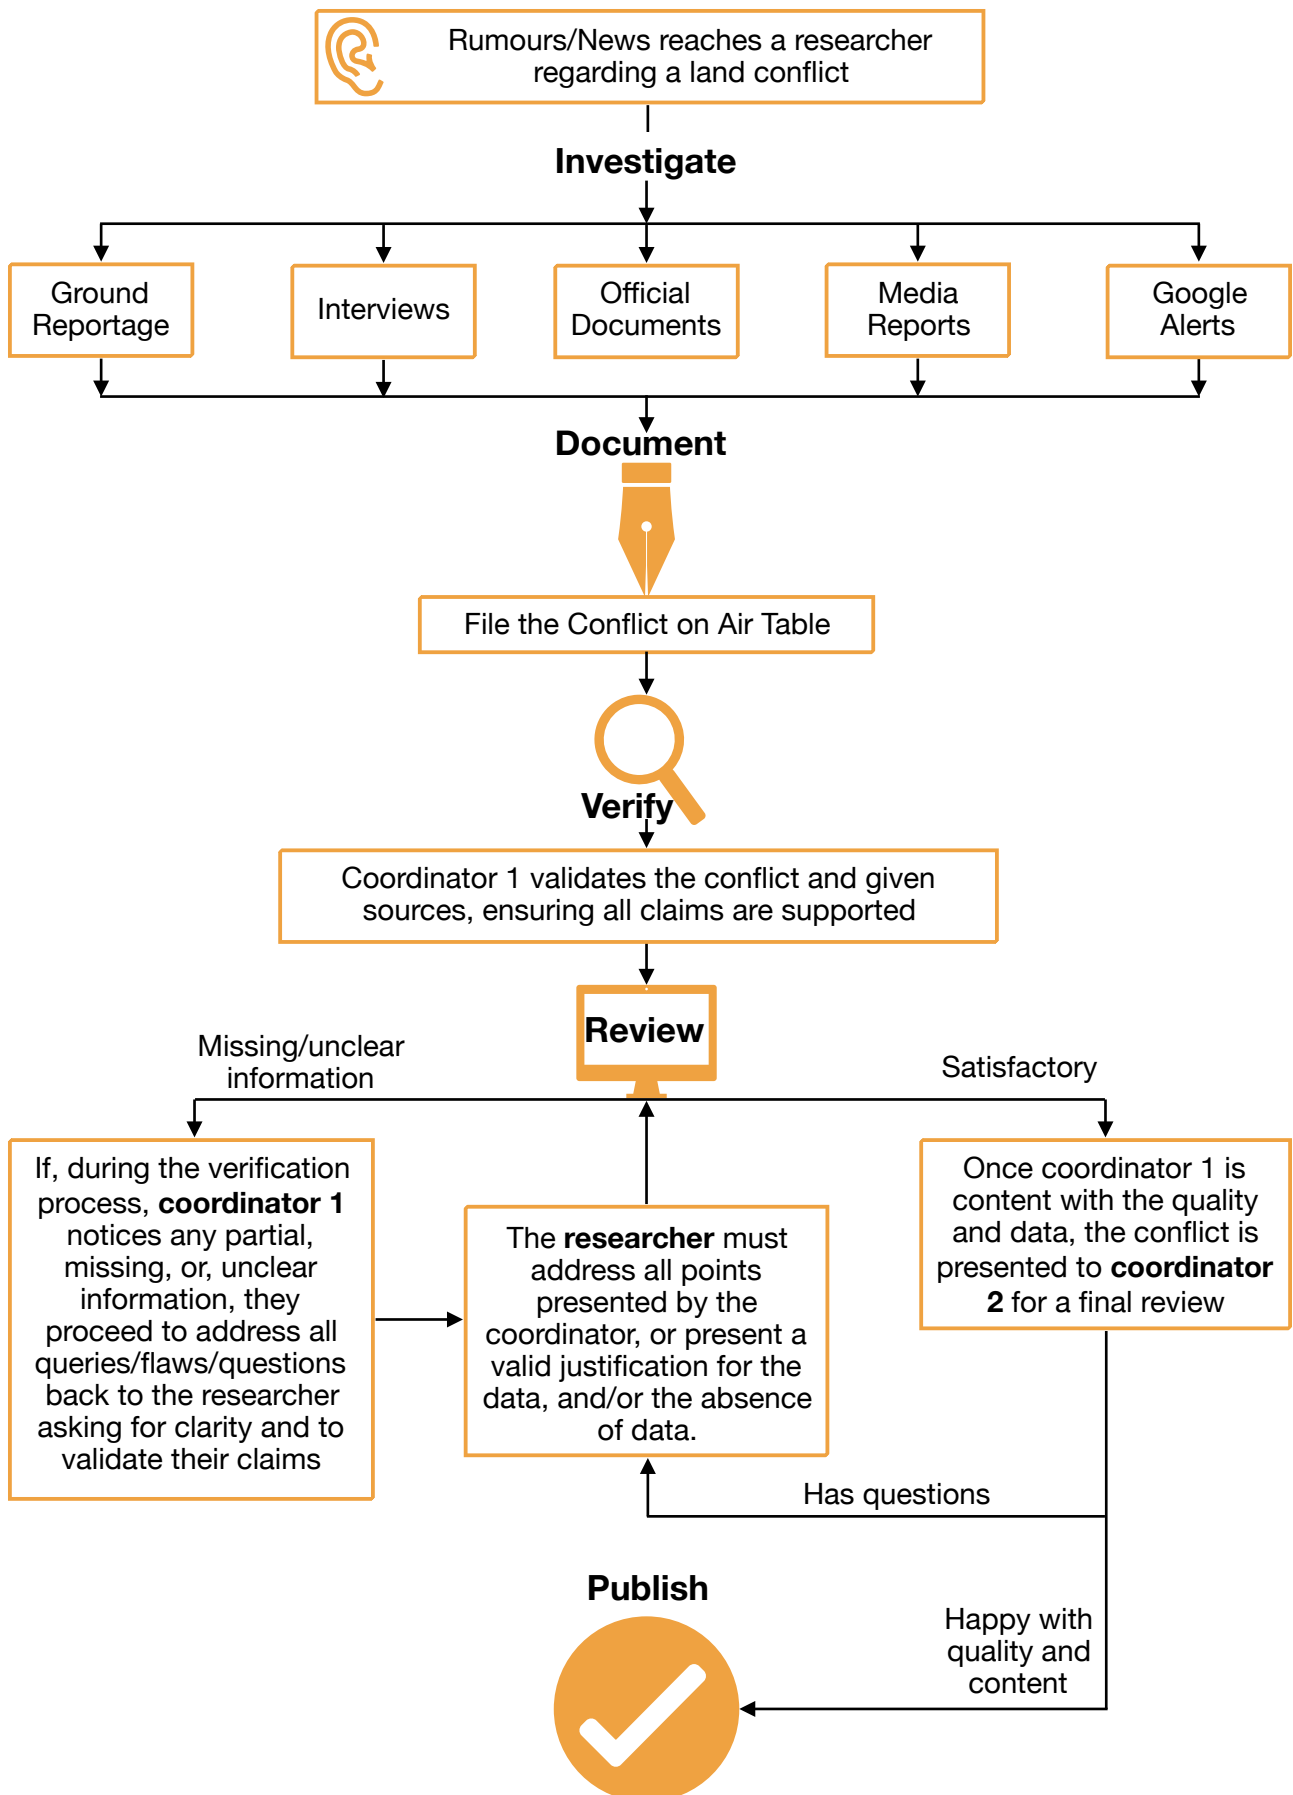 Rumours/News reaches a researcher
regarding a land conflict
Investigate
Ground
Reportage
Interviews
Official
Documents
Media
Reports
Google
Alerts
Document
File the Conflict on Air Table
Verify
Coordinator 1 validates the conflict and given
sources, ensuring all claims are supported
Review
Missing/unclear
information
Satisfactory
If, during the verification
process, coordinator 1
notices any partial,
missing, or, unclear
information, they
proceed to address all
queries/flaws/questions
back to the researcher
asking for clarity and to
validate their claims
The researcher must
address all points
presented by the
coordinator, or present a
valid justification for the
data, and/or the absence
of data.
Once coordinator 1 is
content with the quality
and data, the conflict is
presented to coordinator
2 for a final review
Has questions
Publish
Happy with
quality and
content